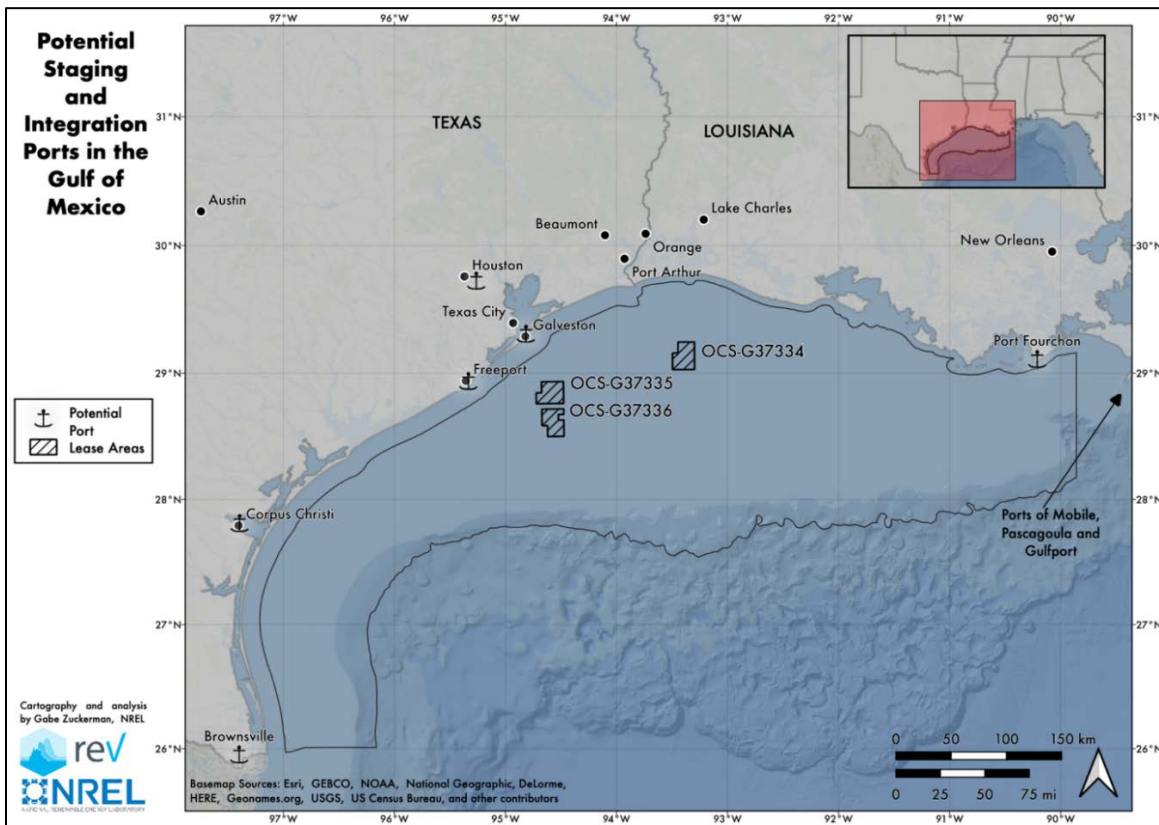 Potential
Staging
and
Integration
Ports in the
Gulf of
Mexico
Potential
Port
Lease Areas
Cartography and analysis
by Gabe Zuckerman, NREL
reV
NREL
NATIONAL RENEWABLE ENERGY LABORATORY
97°W
96°W
95°W
94°W
93°W
92°W
91°W
90°W
31°N
31°N
30°N
30°N
29°N
29°N
28°N
28°N
27°N
27°N
26°N
26°N
TEXAS
LOUISIANA
Austin
Beaumont
Orange
Lake Charles
Port Arthur
New Orleans
Houston
Texas City
Galveston
Freeport
Port Fourchon
OCS-G37334
OCS-G37335
OCS-G37336
Corpus Christi
Ports of Mobile,
Pascagoula and
Gulfport
Brownsville
0 50 100 150 km
0 25 50 75 mi
Basemap Sources: Esri, GEBCO, NOAA, National Geographic, DeLorme,
HERE, Geonames.org, USGS, US Census Bureau, and other contributors
97°W
96°W
95°W
94°W
93°W
92°W
91°W
90°W